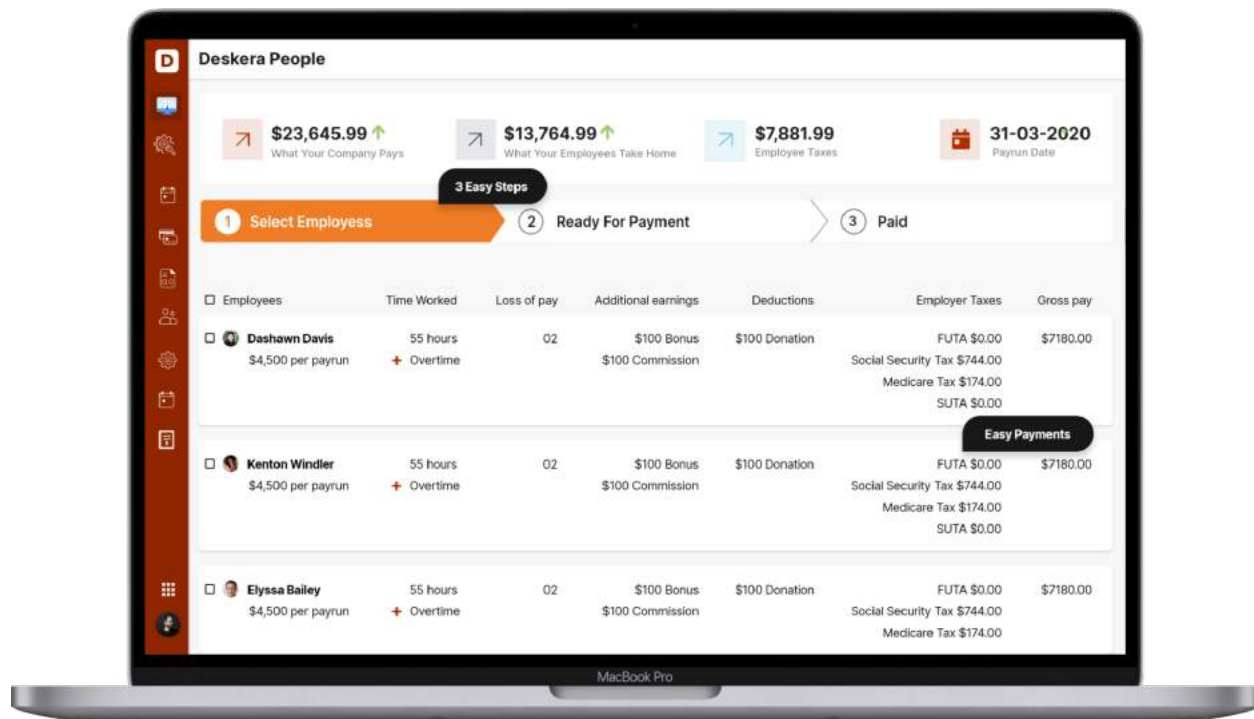 D Deskera People
$23,645.99
What Your Company Pays
$13,764.99
What Your Employees Take Home
$7,881.99
Employee Taxes
31-03-2020
Payrun Date
3 Easy Steps
1 Select Employess
2 Ready For Payment
3 Paid
Employees Time Worked Loss of pay Additional earnings Deductions Employer Taxes Gross pay
Dashawn Davis 55 hours 02 $100 Bonus $100 Donation FUTA $0.00 $7180.00
$4,500 per payrun + Overtime $100 Commission Social Security Tax $744.00
Medicare Tax $174.00
SUTA $0.00
Easy Payments
Kenton Windler 55 hours 02 $100 Bonus $100 Donation FUTA $0.00 $7180.00
$4,500 per payrun + Overtime $100 Commission Social Security Tax $744.00
Medicare Tax $174.00
SUTA $0.00
Elyssa Bailey 55 hours 02 $100 Bonus $100 Donation FUTA $0.00 $7180.00
$4,500 per payrun + Overtime $100 Commission Social Security Tax $744.00
Medicare Tax $174.00
MacBook Pro